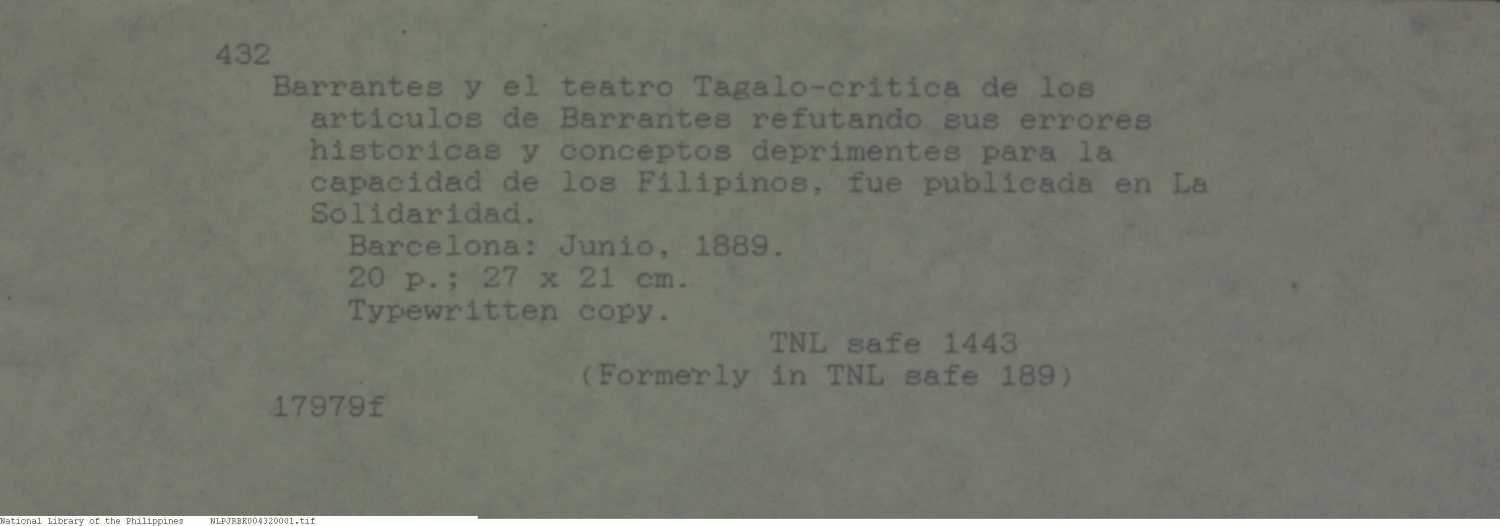 432
Barrantes y el teatro Tagalo-critica de los
articulos de Barrantes refutando sus errores
historicas y conceptos deprimentes para la
capacidad de los Filipinos, fue publicada en La
Solidaridad.
Barcelona: Junio, 1889.
20 p.; 27 x 21 cm.
Typewritten copy.
TNL safe 1443
(Formerly in TNL safe 189)
17979f
National Library of the Philippines NLPJRBK004320001.tif